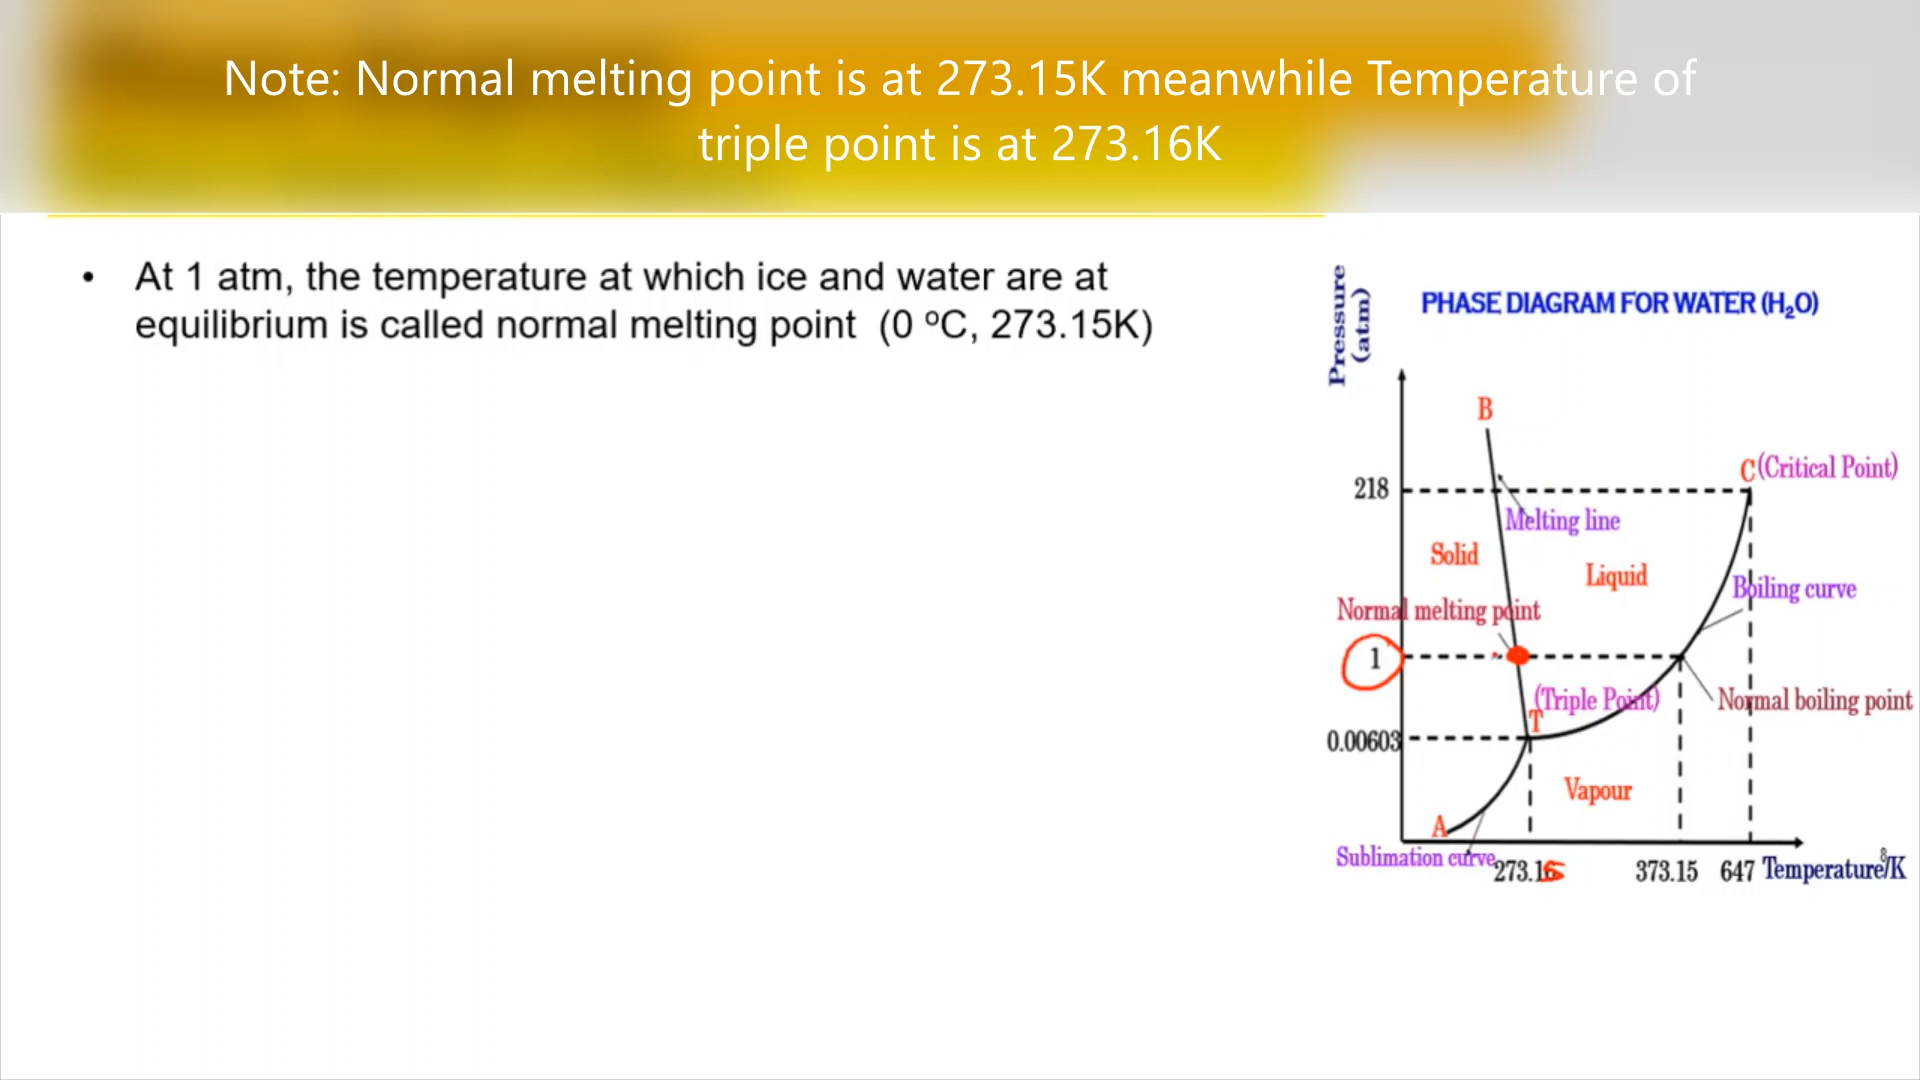 Note: Normal melting point is at 273.15K meanwhile Temperature of
triple point is at 273.16K
• At 1 atm, the temperature at which ice and water are at
equilibrium is called normal melting point (0 ºC, 273.15K)
Pressure
(atm)
PHASE DIAGRAM FOR WATER (H₂O)
B
C (Critical Point)
218
Melting line
Solid
Liquid
Boiling curve
Normal melting point
1
(Triple Point)
Normal boiling point
T
0.00603
Vapour
A
Sublimation curve
273.1
373.15
647
Temperature/K
8